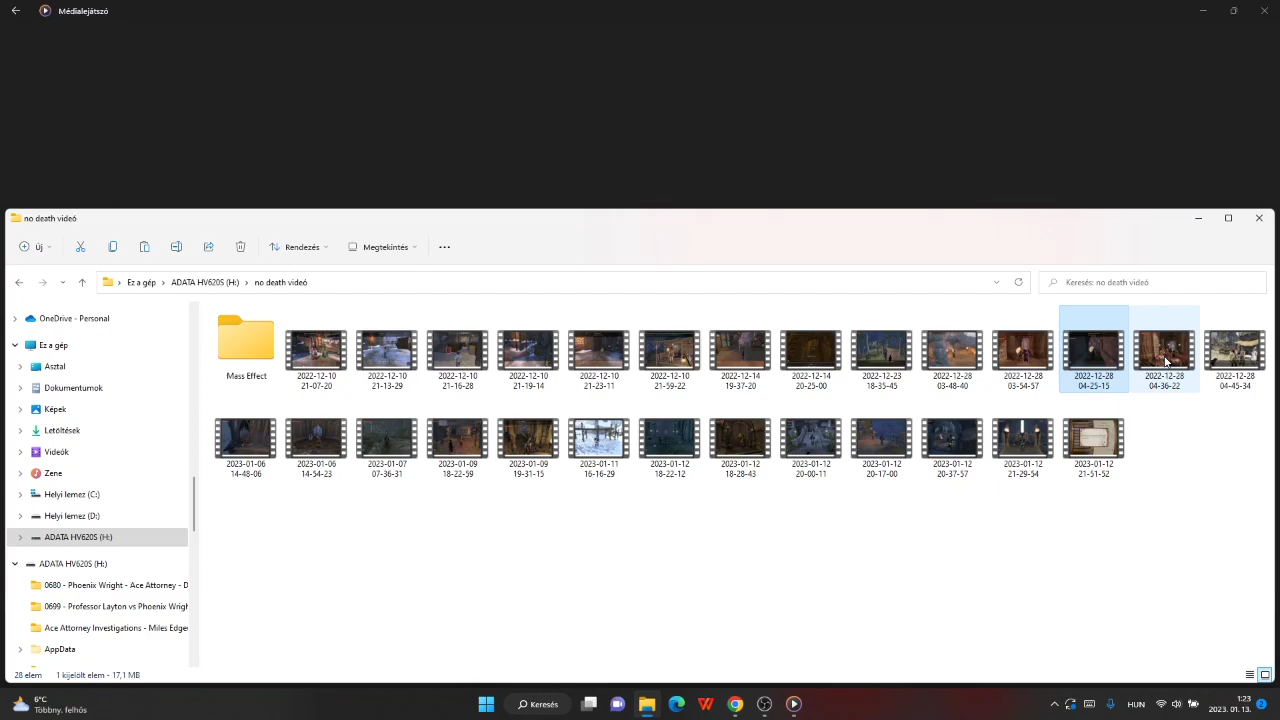 Médialejátszó
no death videó
Új
Rendezés
Megtekintés
Ez a gép > ADATA HV620S (H:) > no death videó
Keresés: no death videó
OneDrive - Personal
Ez a gép
Asztal
Dokumentumok
Képek
Letöltések
Videók
Zene
Helyi lemez (C:)
Helyi lemez (D:)
ADATA HV620S (H:)
ADATA HV620S (H:)
0680 - Phoenix Wright - Ace Attorney - D
0699 - Professor Layton vs Phoenix Wrigh
Ace Attorney Investigations - Miles Edge
AppData
Mass Effect
2022-12-10
21-07-20
2022-12-10
21-13-29
2022-12-10
21-16-28
2022-12-10
21-19-14
2022-12-10
21-23-11
2022-12-10
21-59-22
2022-12-14
19-37-20
2022-12-14
20-25-00
2022-12-23
18-35-45
2022-12-28
03-48-40
2022-12-28
03-54-57
2022-12-28
04-25-15
2022-12-28
04-36-22
2022-12-28
04-45-34
2023-01-06
14-48-06
2023-01-06
14-54-23
2023-01-07
07-36-31
2023-01-09
18-22-59
2023-01-09
19-31-15
2023-01-11
16-16-29
2023-01-12
18-22-12
2023-01-12
18-28-43
2023-01-12
20-00-11
2023-01-12
20-17-00
2023-01-12
20-37-57
2023-01-12
21-29-54
2023-01-12
21-51-52
28 elem 1 kijelölt elem - 17,1 MB
5°C
Többny. felhős
Keresés
HUN
1:23
2023. 01. 13.
2